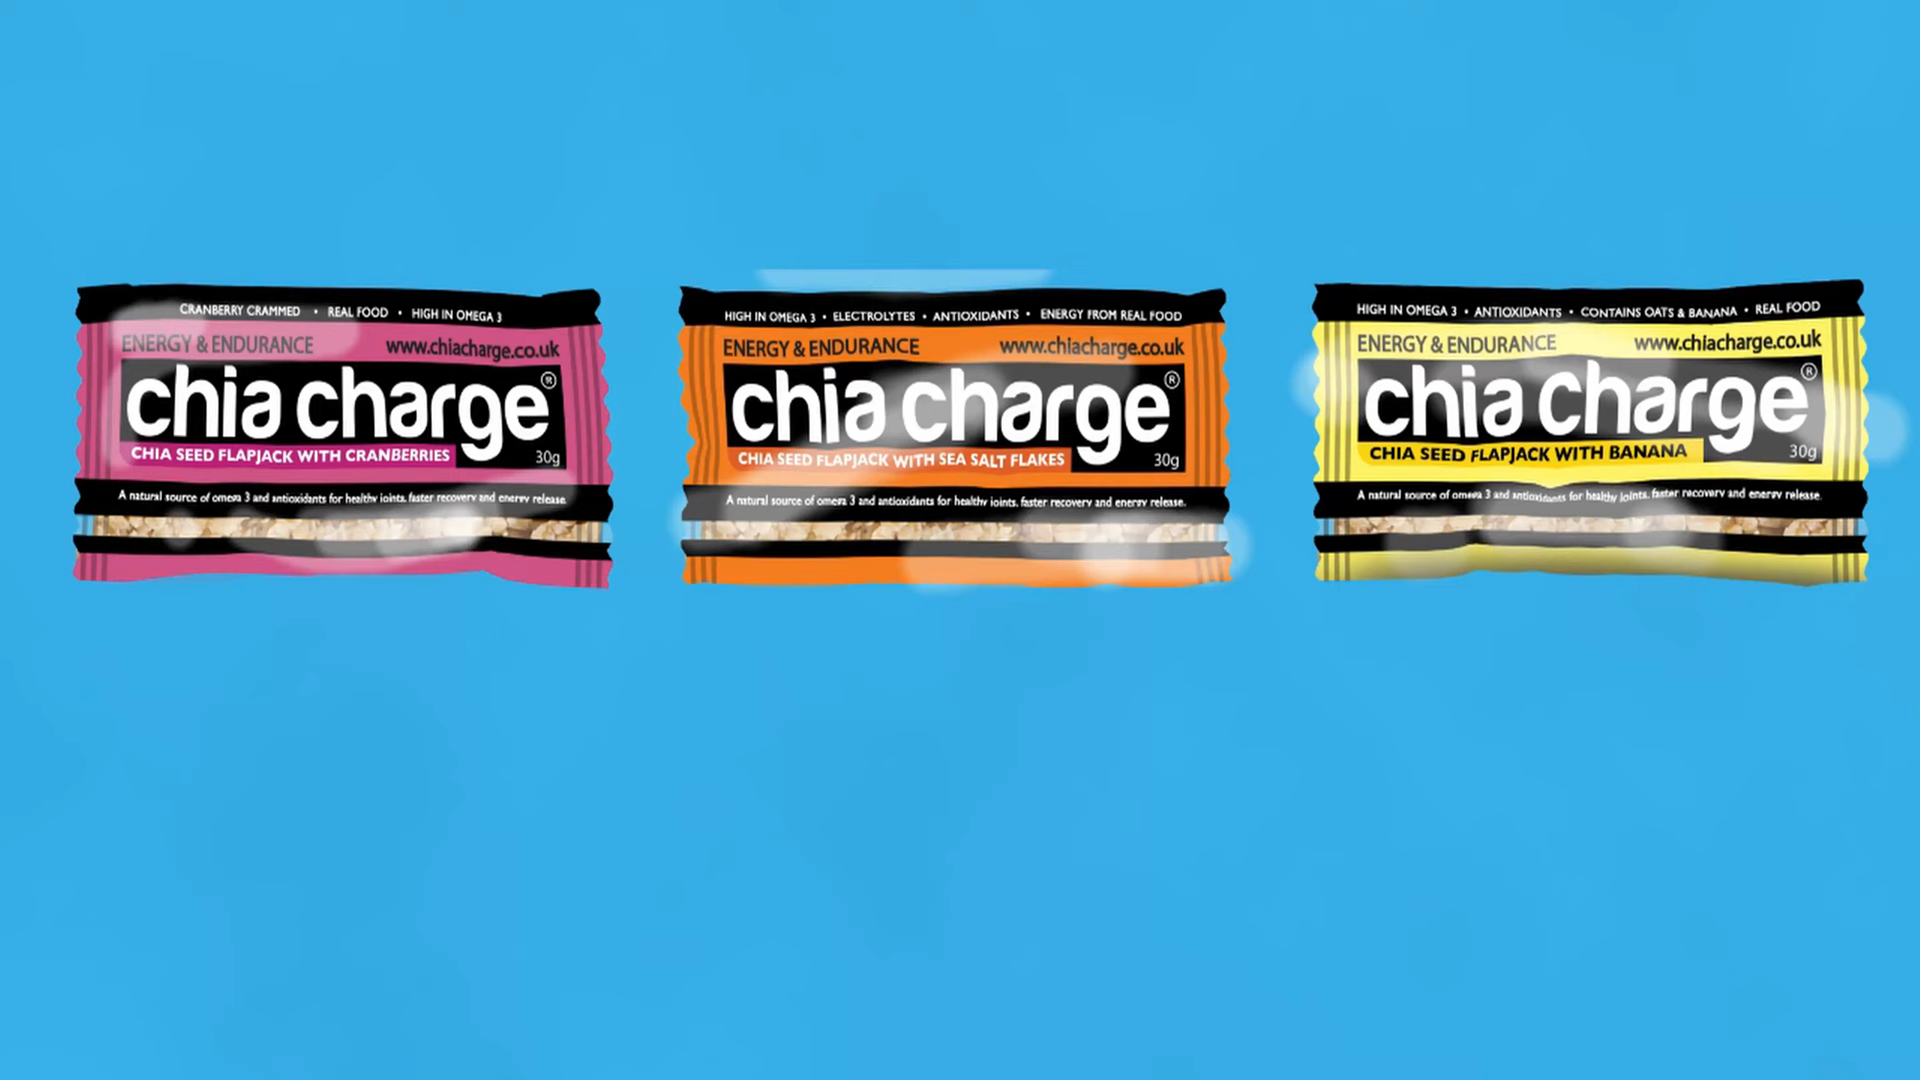 CRANBERRY CRAMMED • REAL FOOD • HIGH IN OMEGA 3
ENERGY & ENDURANCE www.chiacharge.co.uk
chia charge®
CHIA SEED FLAPJACK WITH CRANBERRIES
30g
A natural source of omega 3 and antioxidants for healthy joints, faster recovery and energy release.
HIGH IN OMEGA 3 • ELECTROLYTES • ANTIOXIDANTS • ENERGY FROM REAL FOOD
ENERGY & ENDURANCE www.chiacharge.co.uk
chia charge®
CHIA SEED FLAPJACK WITH SEA SALT FLAKES
30g
A natural source of omega 3 and antioxidants for healthy joints, faster recovery and energy release.
HIGH IN OMEGA 3 • ANTIOXIDANTS • CONTAINS OATS & BANANA • REAL FOOD
ENERGY & ENDURANCE www.chiacharge.co.uk
chia charge®
CHIA SEED FLAPJACK WITH BANANA
30g
A natural source of omega 3 and antioxidants for healthy joints, faster recovery and energy release.